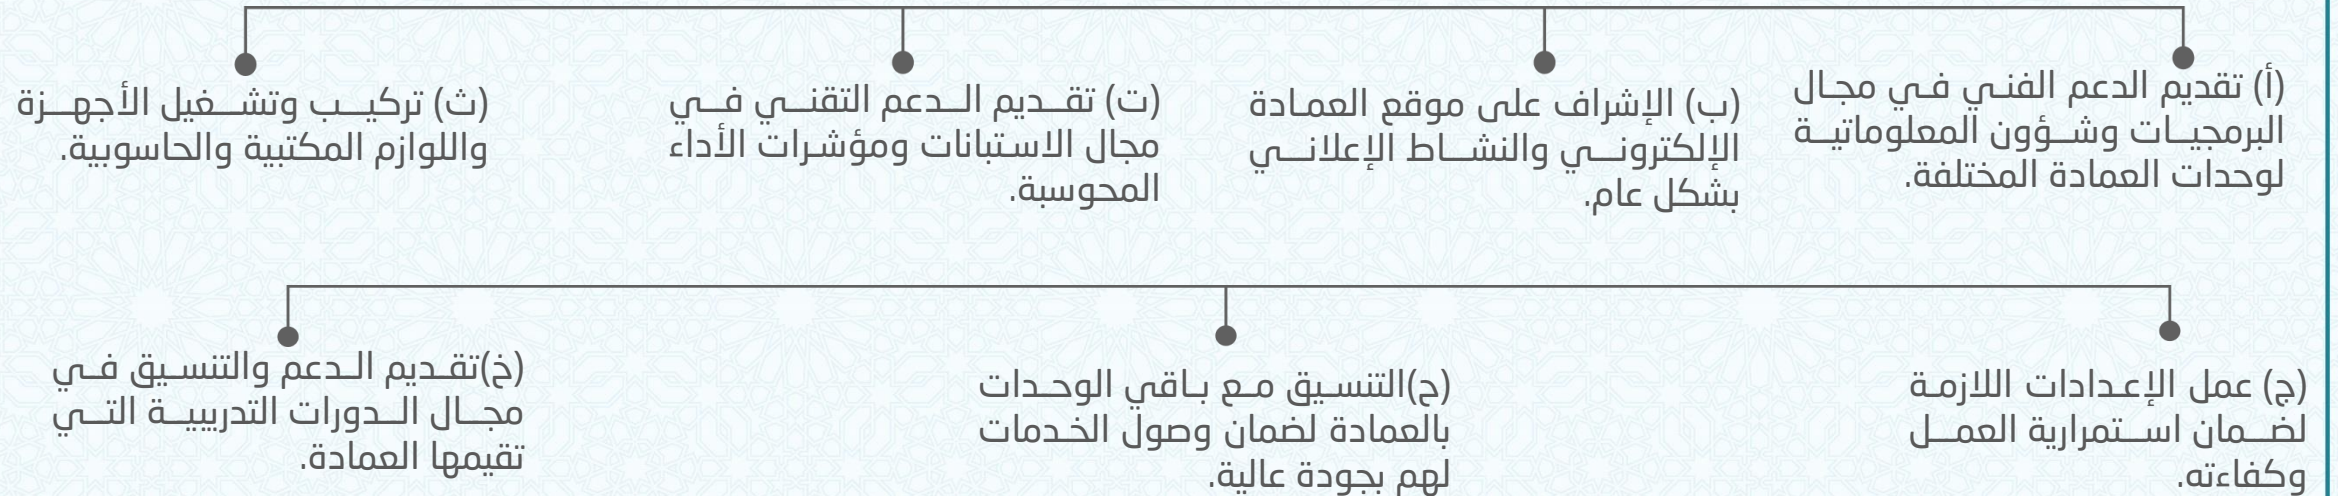 (أ) تقديم الدعم الفني في مجال
البرمجيات وشؤون المعلوماتية
لوحدات العمادة المختلفة.
(ب) الإشراف على موقع العمادة
الإلكتروني والنشاط الإعلاني
بشكل عام.
(ت) تقديم الدعم التقني في
مجال الاستبانات ومؤشرات الأداء
المحوسبة.
(ث) تركيب وتشغيل الأجهزة
واللوازم المكتبية والحاسوبية.
(ج) عمل الإعدادات اللازمة
لضمان استمرارية العمل
وكفاءته.
(ح)التنسيق مع باقي الوحدات
بالعمادة لضمان وصول الخدمات
لهم بجودة عالية.
(خ)تقديم الدعم والتنسيق في
مجال الدورات التدريبية التي
تقيمها العمادة.